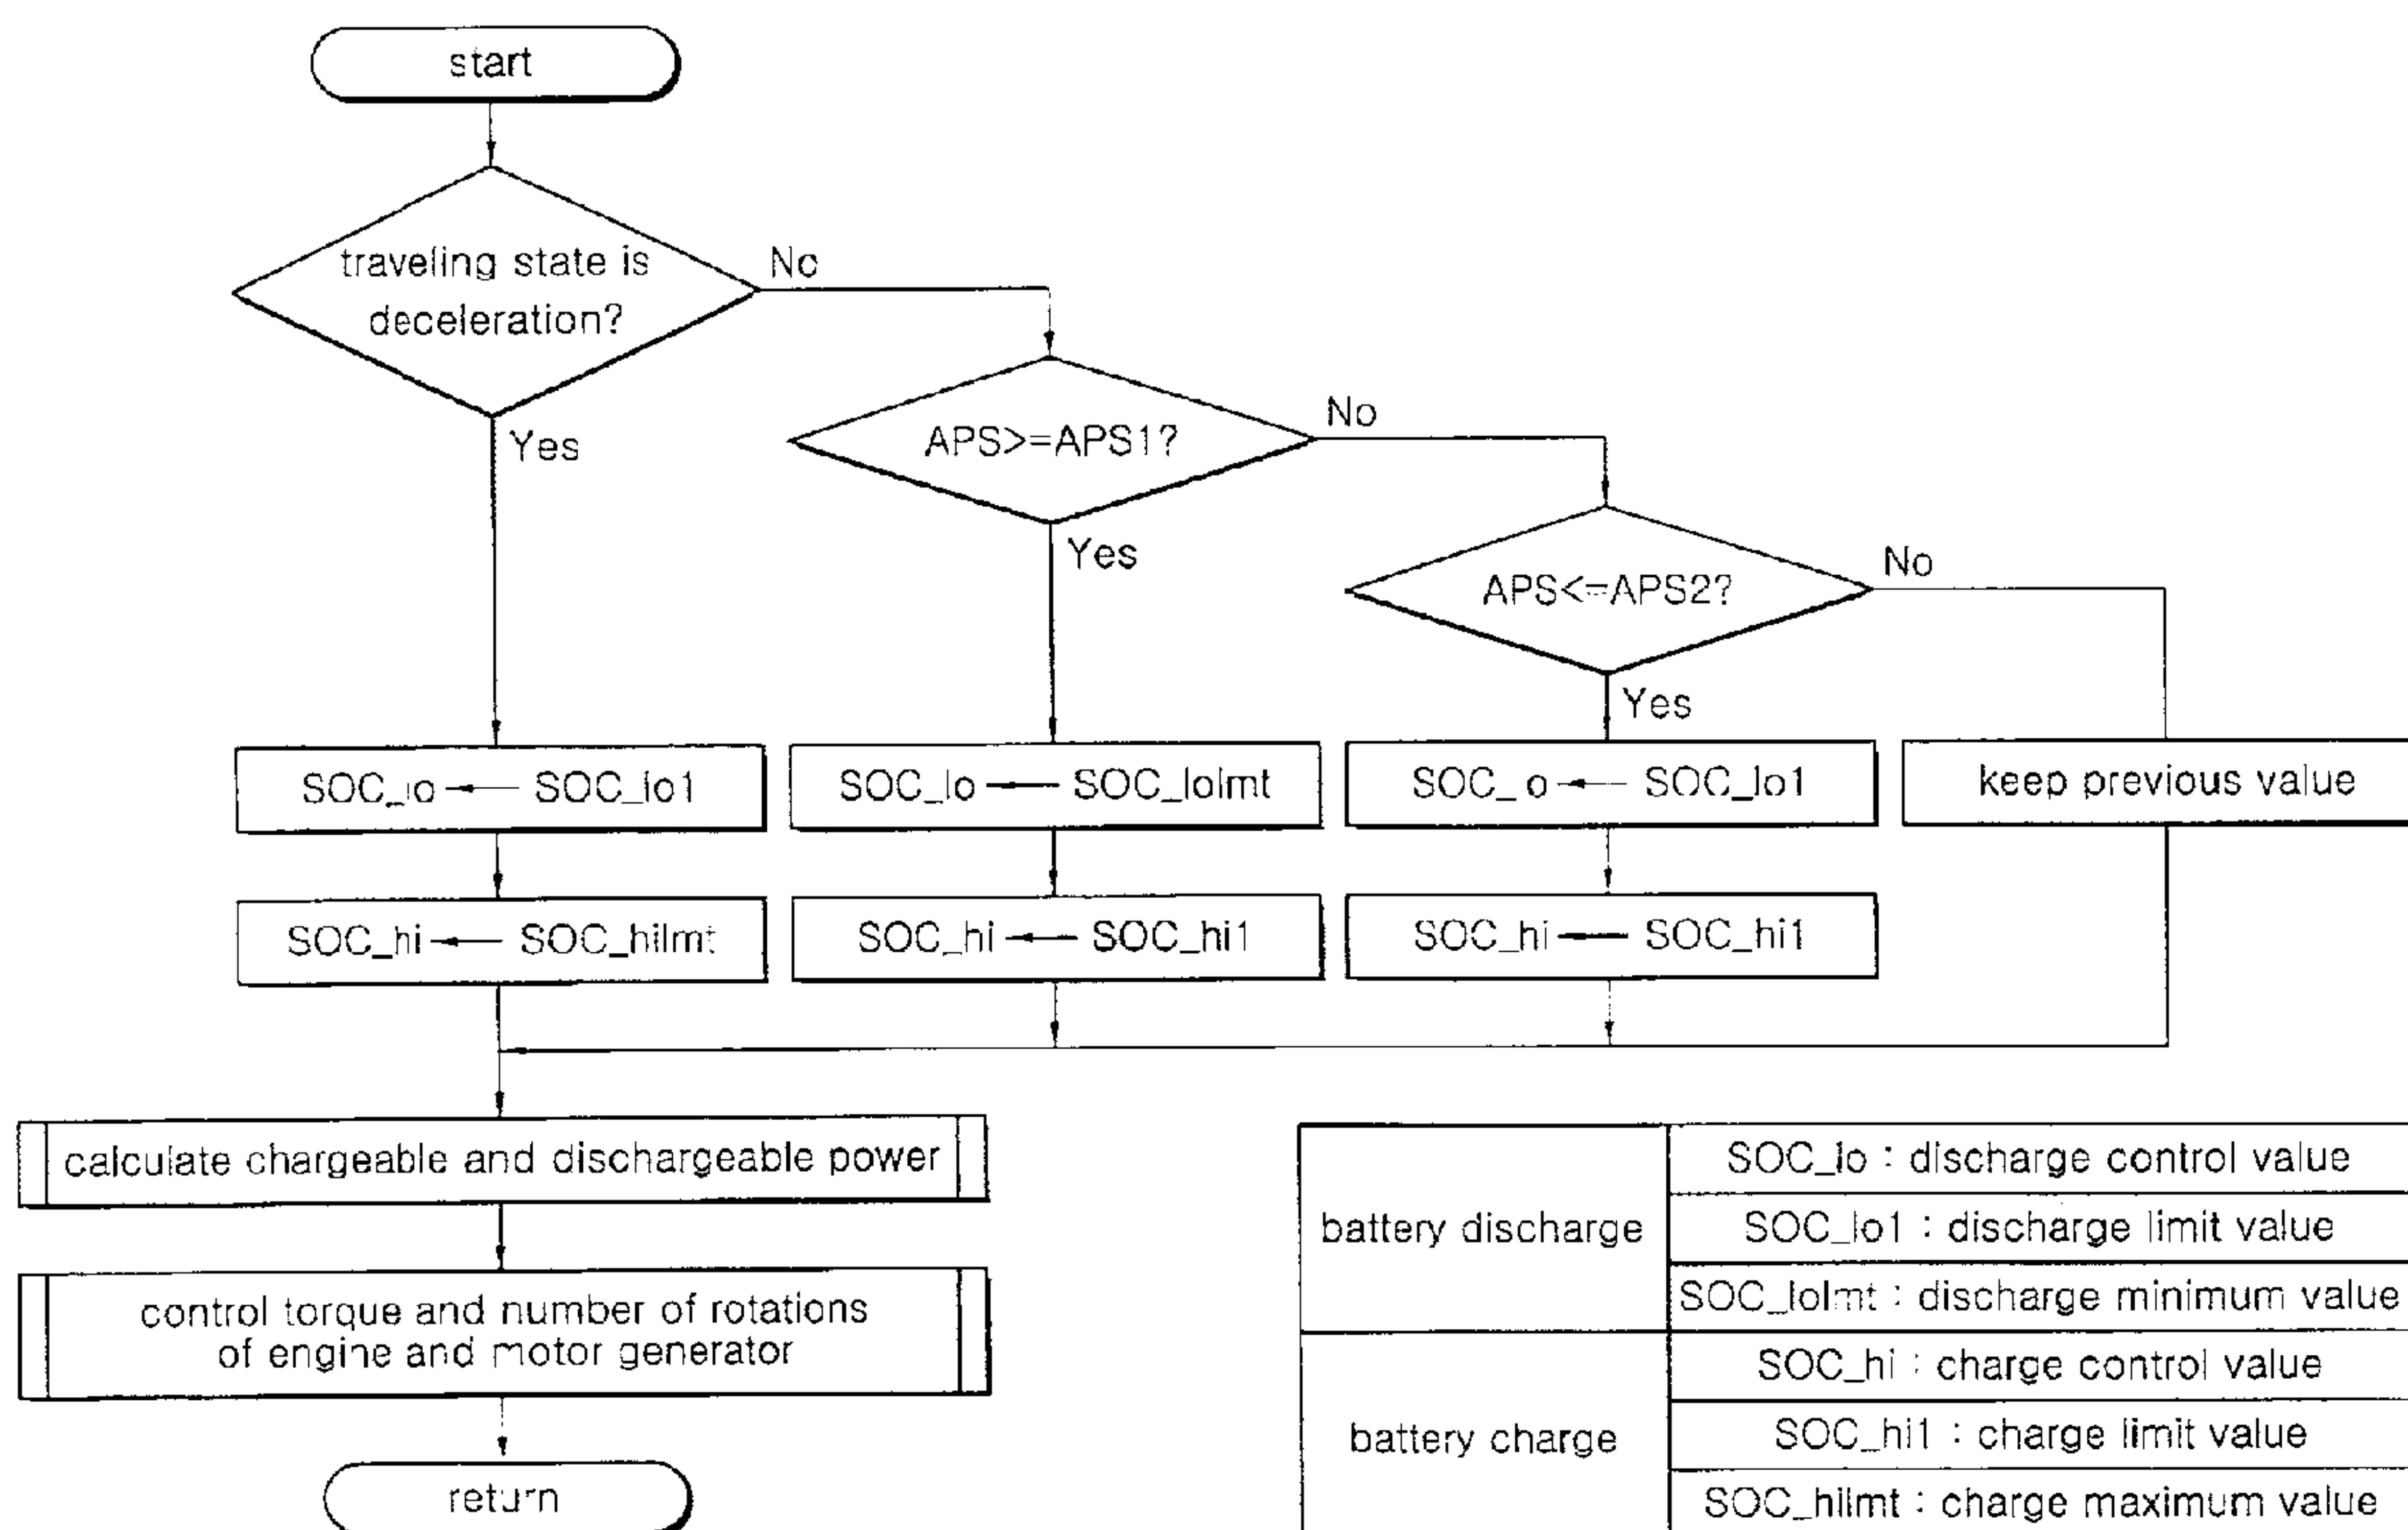 start
traveling state is
deceleration?
No
Yes
APS>=APS1?
No
Yes
APS<=APS2?
No
Yes
SOC_lo ← SOC_lo1
SOC_lo ← SOC_lolmt
SOC_lo ← SOC_lo1
keep previous value
SOC_hi ← SOC_hilmt
SOC_hi ← SOC_hi1
SOC_hi ← SOC_hi1
calculate chargeable and dischargeable power
control torque and number of rotations
of engine and motor generator
return
battery discharge
SOC_lo : discharge control value
SOC_lo1 : discharge limit value
SOC_lolmt : discharge minimum value
battery charge
SOC_hi : charge control value
SOC_hi1 : charge limit value
SOC_hilmt : charge maximum value